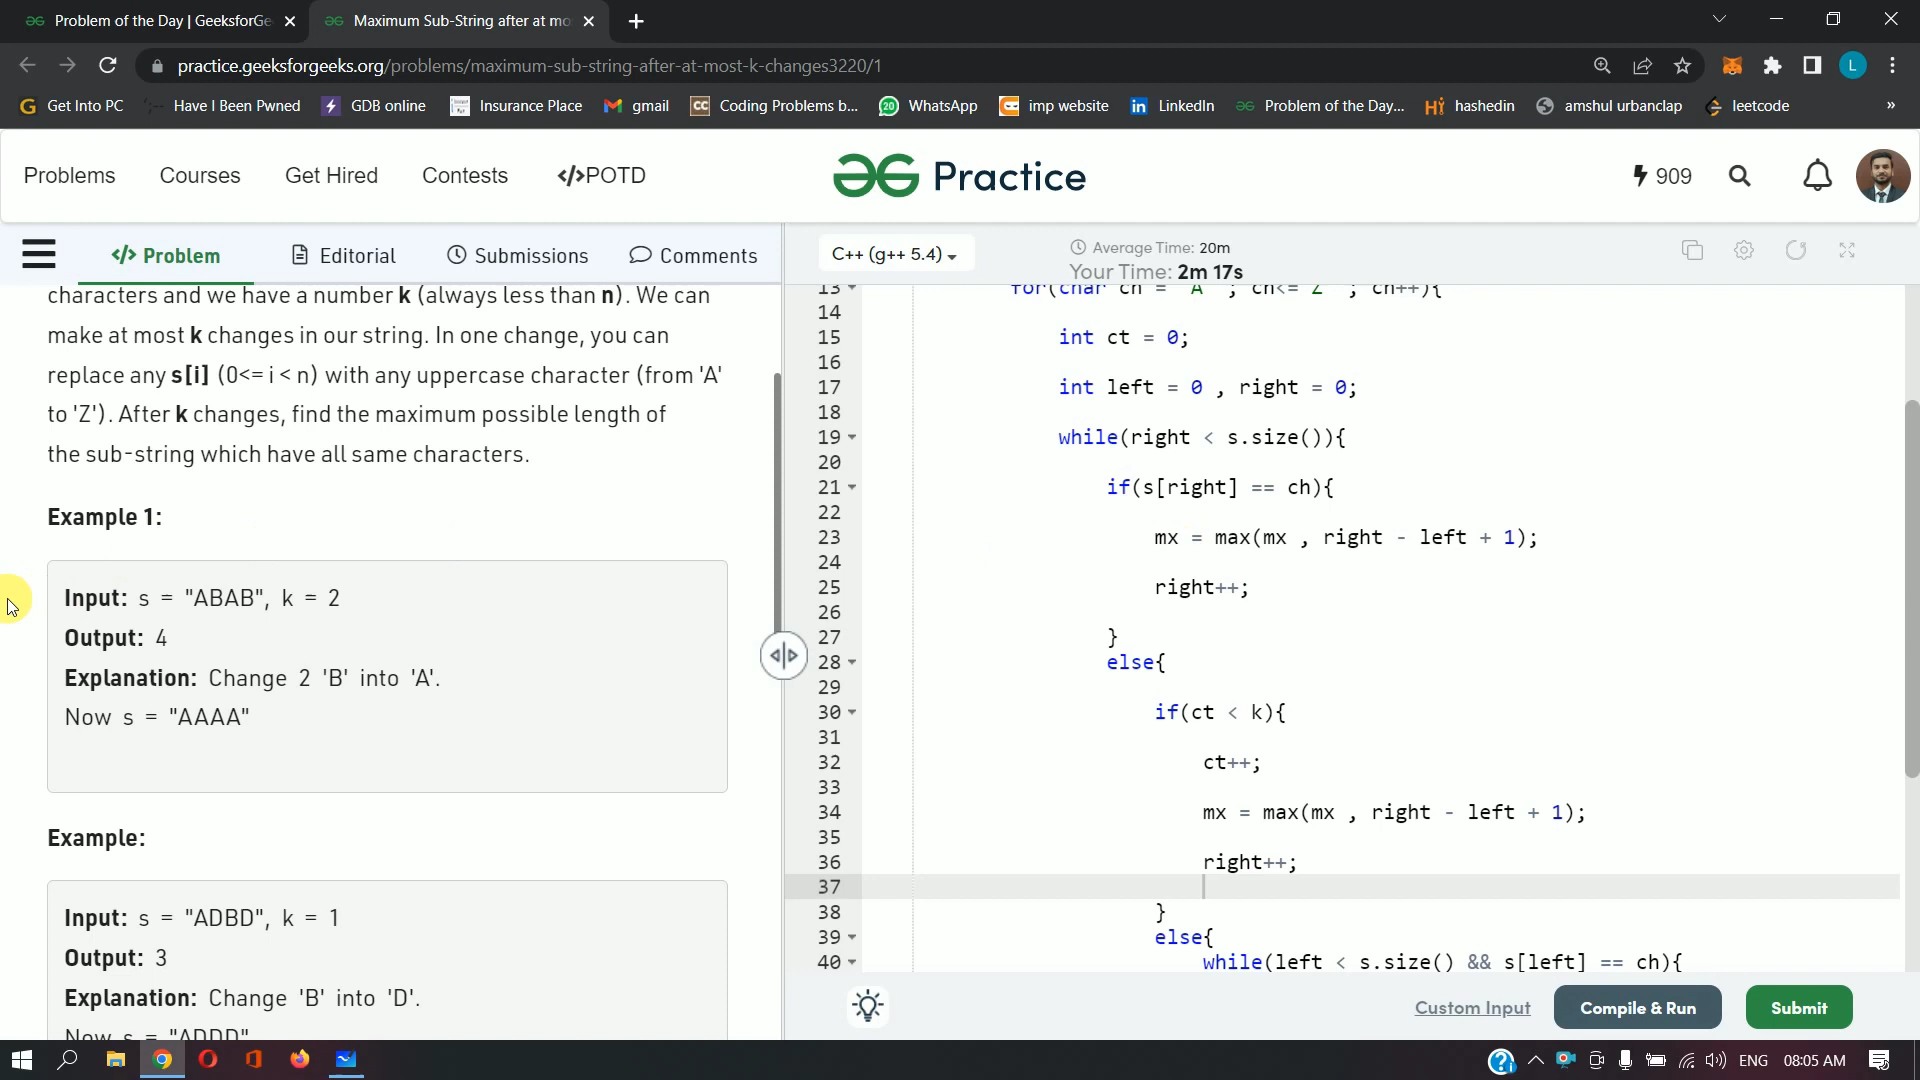 Problem of the Day | GeeksforGe
Maximum Sub-String after at mo
practice.geeksforgeeks.org/problems/maximum-sub-string-after-at-most-k-changes3220/1
L
Get Into PC
Have I Been Pwned
GDB online
Insurance Place
gmail
Coding Problems b...
WhatsApp
imp website
LinkedIn
Problem of the Day...
hashedin
amshul urbanclap
leetcode
»
Problems
Courses
Get Hired
Contests
</>POTD
Practice
909
</> Problem
Editorial
Submissions
Comments
C++ (g++ 5.4)
Average Time: 20m
Your Time: 2m 17s
characters and we have a number k (always less than n). We can
make at most k changes in our string. In one change, you can
replace any s[i] (0<= i < n) with any uppercase character (from 'A'
to 'Z'). After k changes, find the maximum possible length of
the sub-string which have all same characters.
Example 1:
Input: s = "ABAB", k = 2
Output: 4
Explanation: Change 2 'B' into 'A'.
Now s = "AAAA"
Example:
Input: s = "ADBD", k = 1
Output: 3
Explanation: Change 'B' into 'D'.
Now s = "ADDD"
13 for(char ch = 'A' ; ch<='Z' ; ch++){
14
15 int ct = 0;
16
17 int left = 0 , right = 0;
18
19 while(right < s.size()){
20
21 if(s[right] == ch){
22
23 mx = max(mx , right - left + 1);
24
25 right++;
26
27 }
28 else{
29
30 if(ct < k){
31
32 ct++;
33
34 mx = max(mx , right - left + 1);
35
36 right++;
37
38 }
39 else{
40 while(left < s.size() && s[left] == ch){
Custom Input
Compile & Run
Submit
ENG
08:05 AM